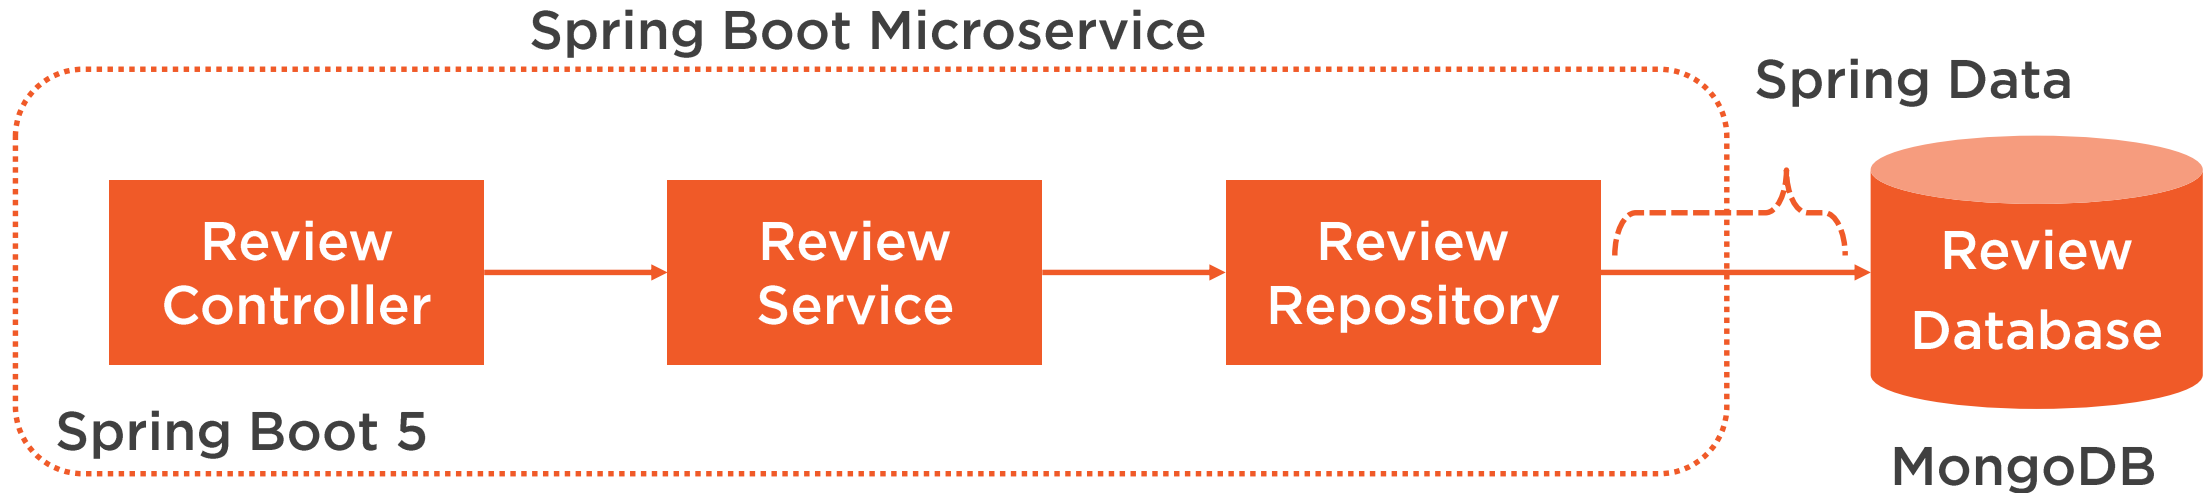 Spring Boot Microservice
Spring Data
Review
Controller
Review
Service
Review
Repository
Review
Database
Spring Boot 5
MongoDB